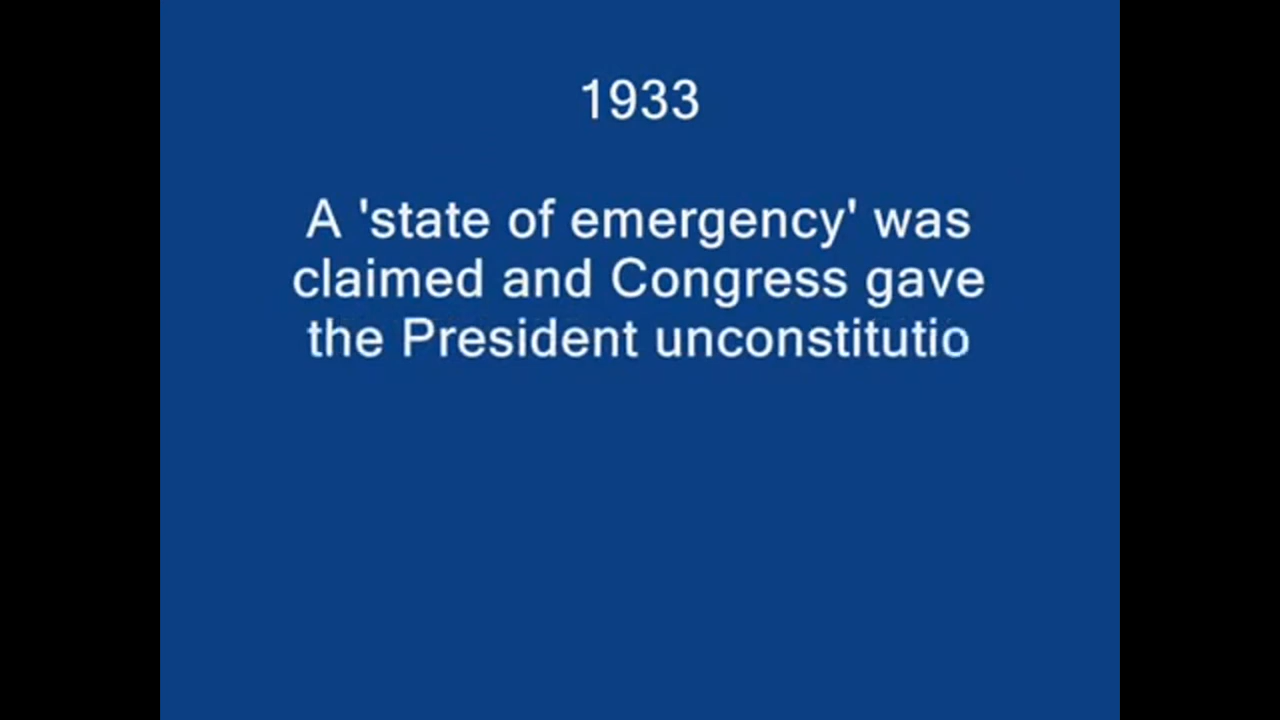 1933
A 'state of emergency' was
claimed and Congress gave
the President unconstitutio